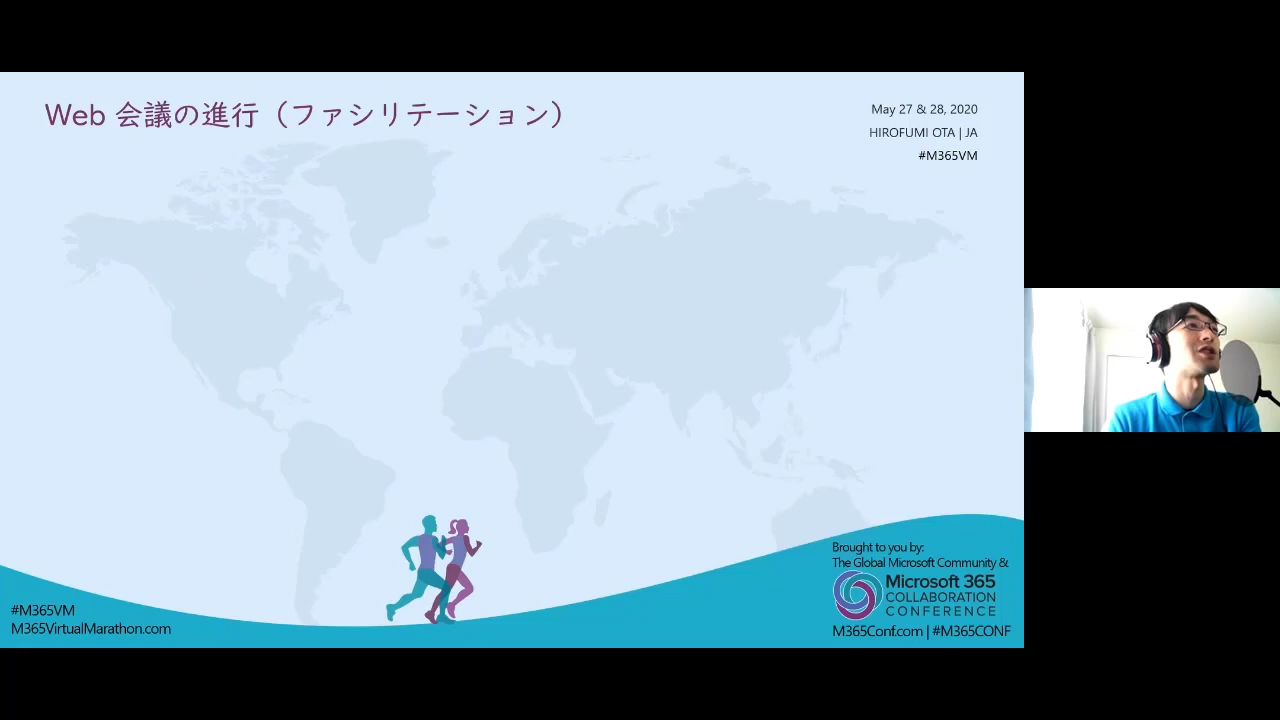 Web 会議の進行（ファシリテーション）
May 27 & 28, 2020
HIROFUMI OTA | JA
#M365VM
Brought to you by:
The Global Microsoft Community &
Microsoft 365
COLLABORATION
CONFERENCE
M365Conf.com | #M365CONF
#M365VM
M365VirtualMarathon.com